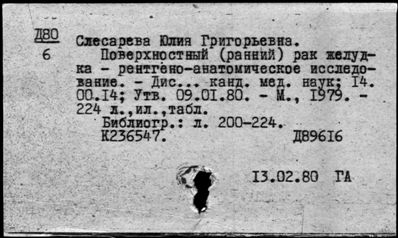 Д80 Слесарева Юлия Григорьевна.
6 Поверхностный (ранний) рак желуд-
ка - рентгено-анатомическое исследо-
вание. - Дис... канд. мед. наук; 14.
00.14; Утв. 09.01.80. - М., 1979. -
224 л.,ил.,табл.
Библиогр.: л. 200-224.
К236547. Д89616
13.02.80 ГА